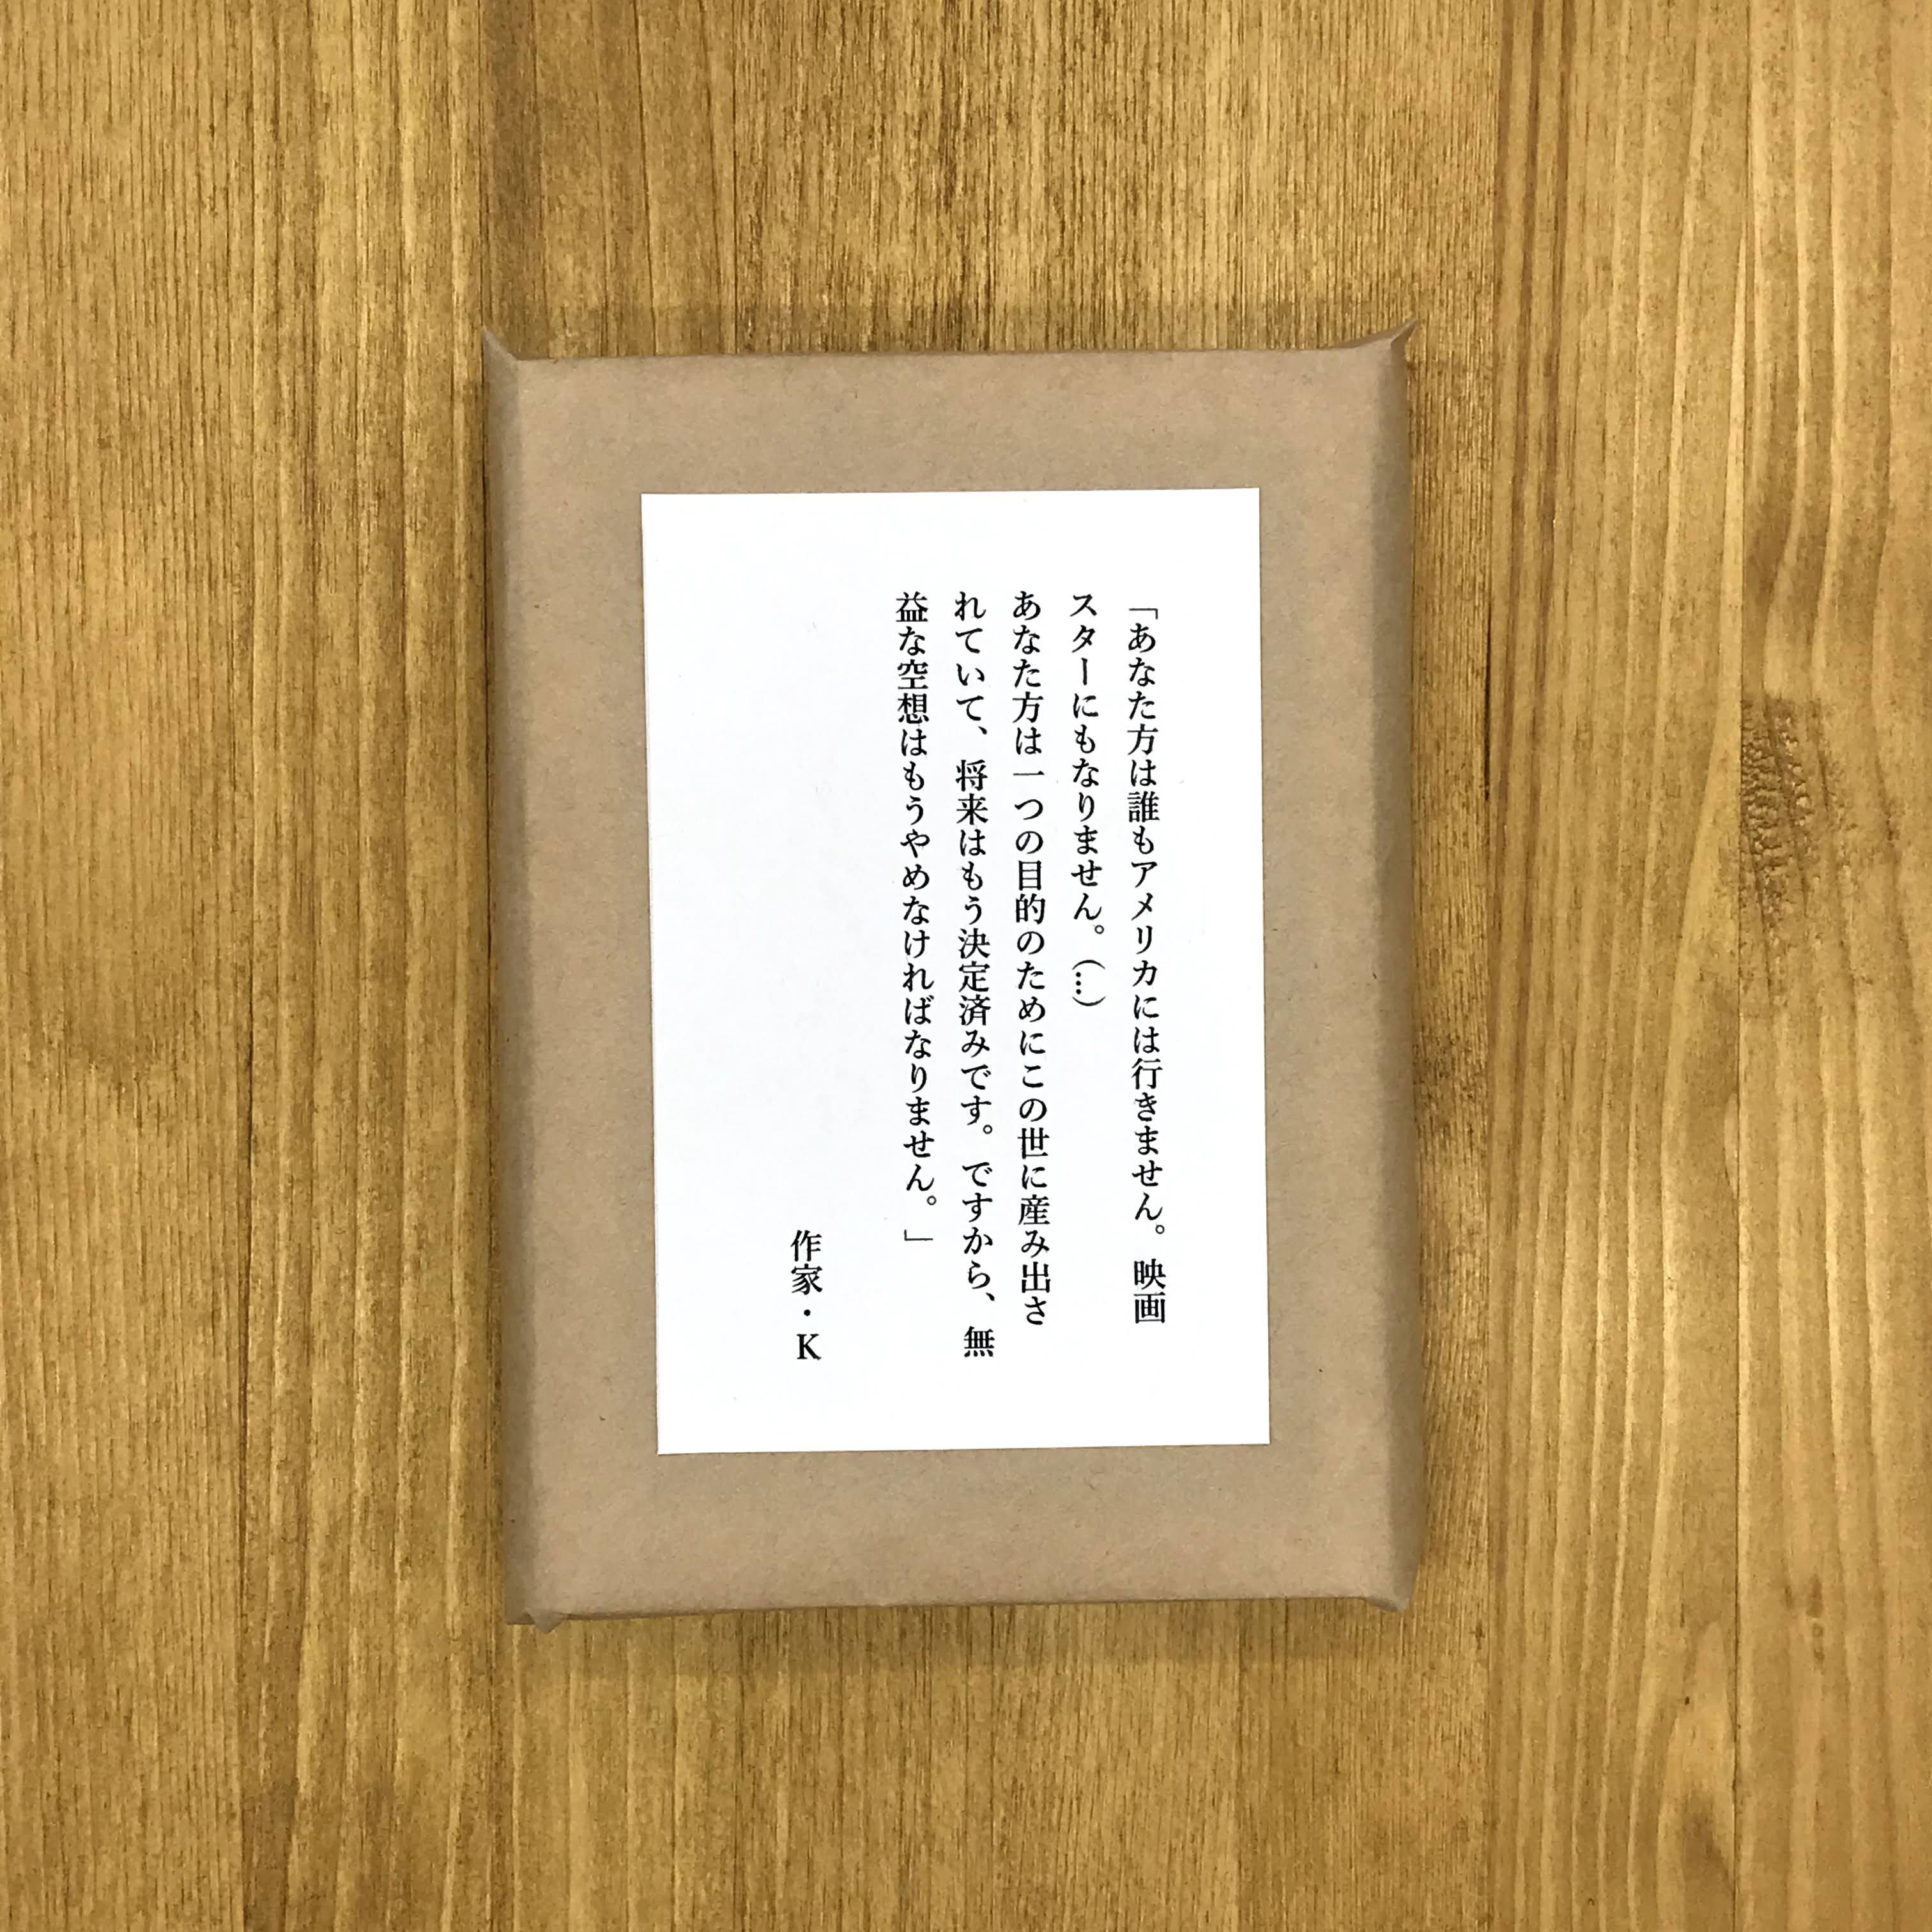 「あなた方は誰もアメリカには行きません。映画
スターにもなりません。(…)
あなた方は一つの目的のためにこの世に産み出さ
れていて、将来はもう決定済みです。ですから、無
益な空想はもうやめなければなりません。」
作家・K